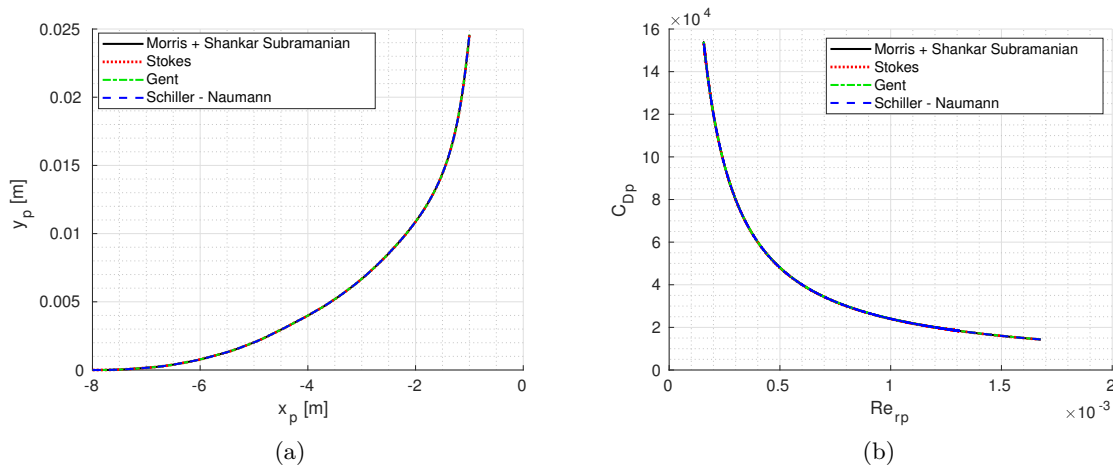 0.025
0.02
0.015
0.01
0.005
0
-8
-6
-4
-2
0
y_p [m]
x_p [m]
Morris + Shankar Subramanian
Stokes
Gent
Schiller - Naumann
(a)
×10^4
16
14
12
10
8
6
4
2
0
0
0.5
1
1.5
2
×10^-3
C_Dp
Re_rp
Morris + Shankar Subramanian
Stokes
Gent
Schiller - Naumann
(b)